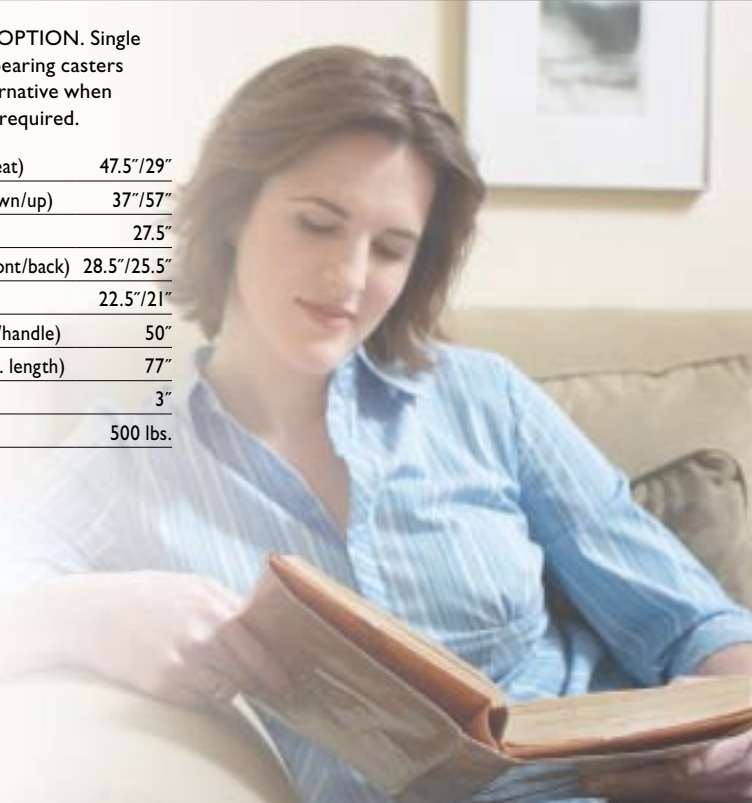 OPTION. Single
earing casters
rnative when
required.
eat) 47.5″/29″
wn/up) 37″/57″
27.5″
ont/back) 28.5″/25.5″
22.5″/21″
/handle) 50″
. length) 77″
3″
500 lbs.